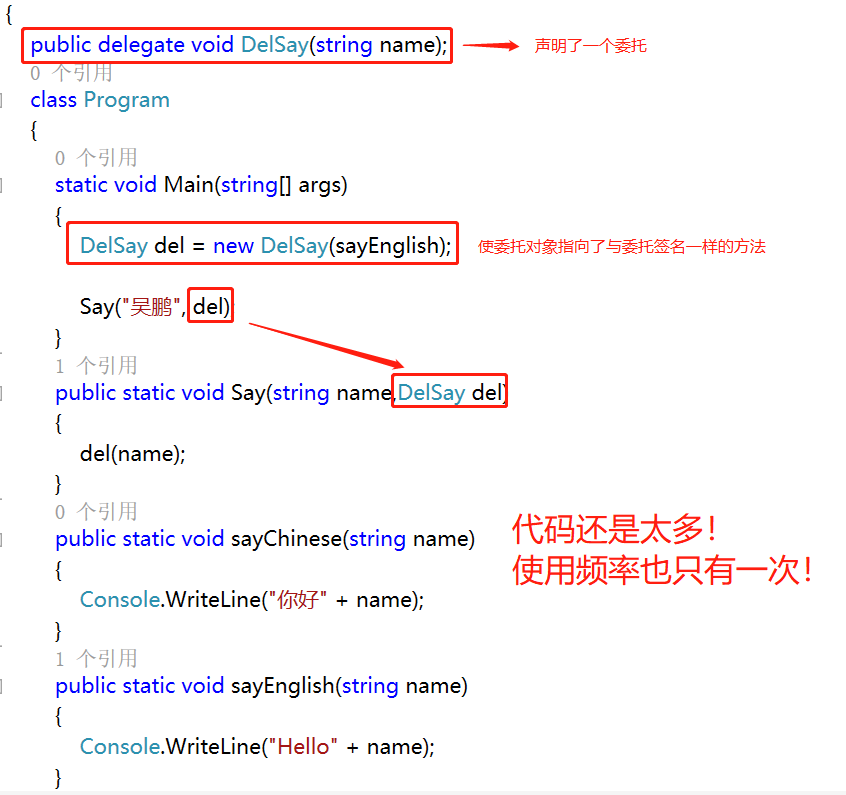 {
public delegate void DelSay(string name); 声明了一个委托
0 个引用
class Program
{
0 个引用
static void Main(string[] args)
{
DelSay del = new DelSay(sayEnglish); 使委托对象指向了与委托签名一样的方法
Say("吴鹏", del)
}
1 个引用
public static void Say(string name,DelSay del)
{
del(name);
}
0 个引用
public static void sayChinese(string name)
{
代码还是太多！
使用频率也只有一次！
Console.WriteLine("你好" + name);
}
1 个引用
public static void sayEnglish(string name)
{
Console.WriteLine("Hello" + name);
}